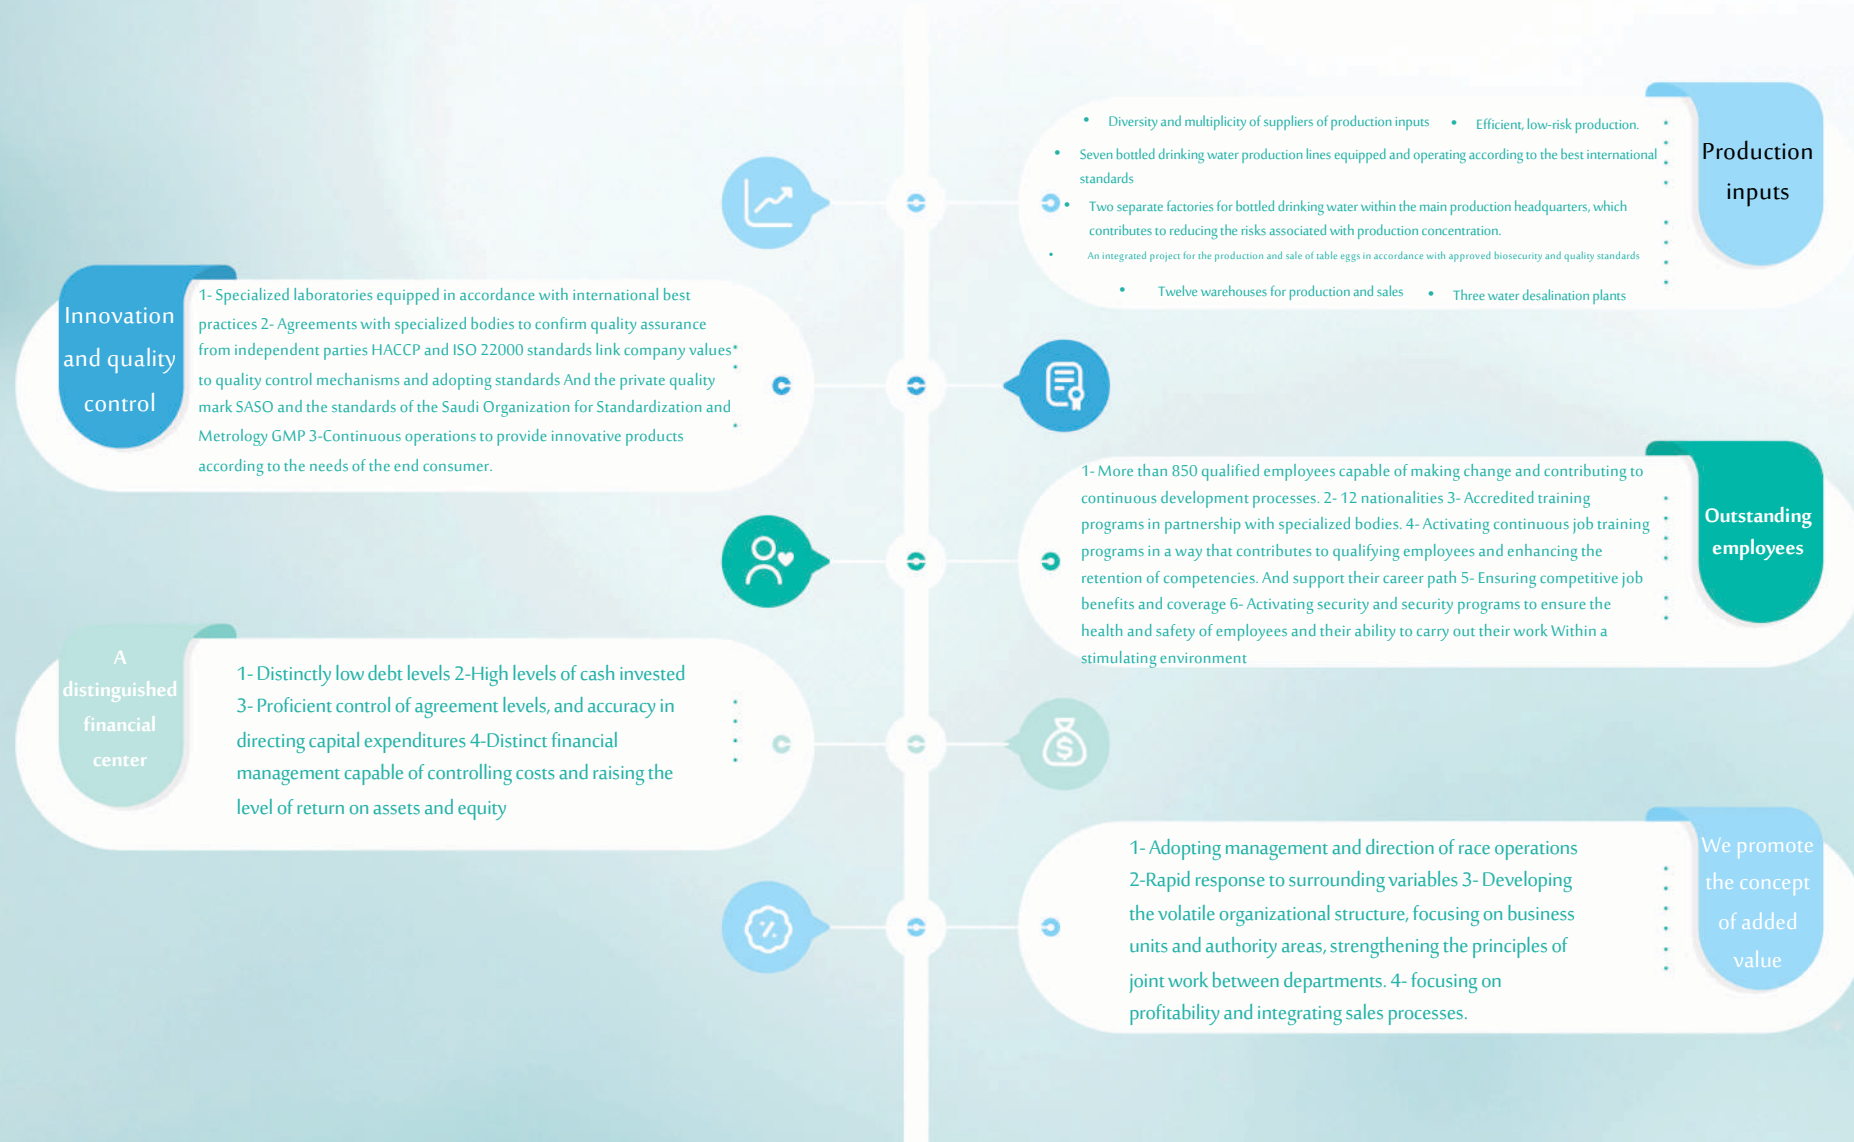 • Diversity and multiplicity of suppliers of production inputs • Efficient, low-risk production.
• Seven bottled drinking water production lines equipped and operating according to the best international
standards
• Two separate factories for bottled drinking water within the main production headquarters, which
contributes to reducing the risks associated with production concentration.
• An integrated project for the production and sale of table eggs in accordance with approved biosecurity and quality standards
• Twelve warehouses for production and sales • Three water desalination plants
Production
inputs
Innovation
and quality
control
1- Specialized laboratories equipped in accordance with international best
practices 2- Agreements with specialized bodies to confirm quality assurance
from independent parties HACCP and ISO 22000 standards link company values
to quality control mechanisms and adopting standards And the private quality
mark SASO and the standards of the Saudi Organization for Standardization and
Metrology GMP 3-Continuous operations to provide innovative products
according to the needs of the end consumer.
1- More than 850 qualified employees capable of making change and contributing to
continuous development processes. 2- 12 nationalities 3- Accredited training
programs in partnership with specialized bodies. 4- Activating continuous job training
programs in a way that contributes to qualifying employees and enhancing the
retention of competencies. And support their career path 5- Ensuring competitive job
benefits and coverage 6- Activating security and security programs to ensure the
health and safety of employees and their ability to carry out their work Within a
stimulating environment
Outstanding
employees
A
distinguished
financial
center
1- Distinctly low debt levels 2-High levels of cash invested
3- Proficient control of agreement levels, and accuracy in
directing capital expenditures 4-Distinct financial
management capable of controlling costs and raising the
level of return on assets and equity
1- Adopting management and direction of race operations
2-Rapid response to surrounding variables 3- Developing
the volatile organizational structure, focusing on business
units and authority areas, strengthening the principles of
joint work between departments. 4- focusing on
profitability and integrating sales processes.
We promote
the concept
of added
value